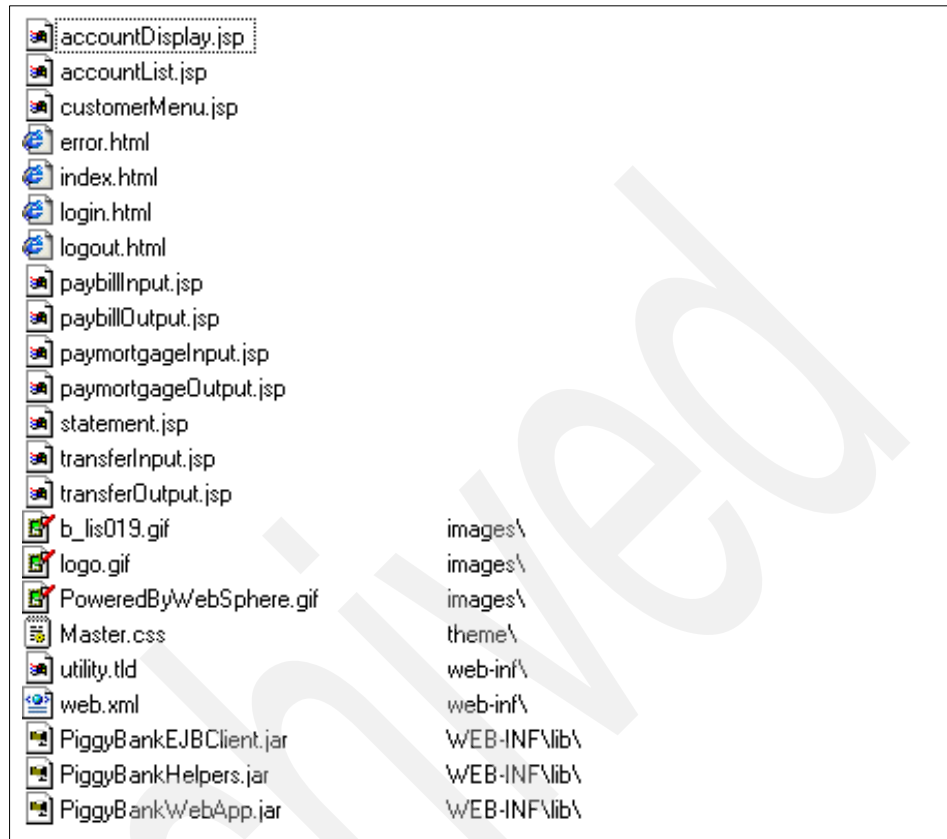 accountDisplay.jsp
accountList.jsp
customerMenu.jsp
error.html
index.html
login.html
logout.html
paybillInput.jsp
paybillOutput.jsp
paymortgageInput.jsp
paymortgageOutput.jsp
statement.jsp
transferInput.jsp
transferOutput.jsp
b_lis019.gif images\
logo.gif images\
PoweredByWebSphere.gif images\
Master.css theme\
utility.tld web-inf\
web.xml web-inf\
PiggyBankEJBClient.jar WEB-INF\lib\
PiggyBankHelpers.jar WEB-INF\lib\
PiggyBankWebApp.jar WEB-INF\lib\